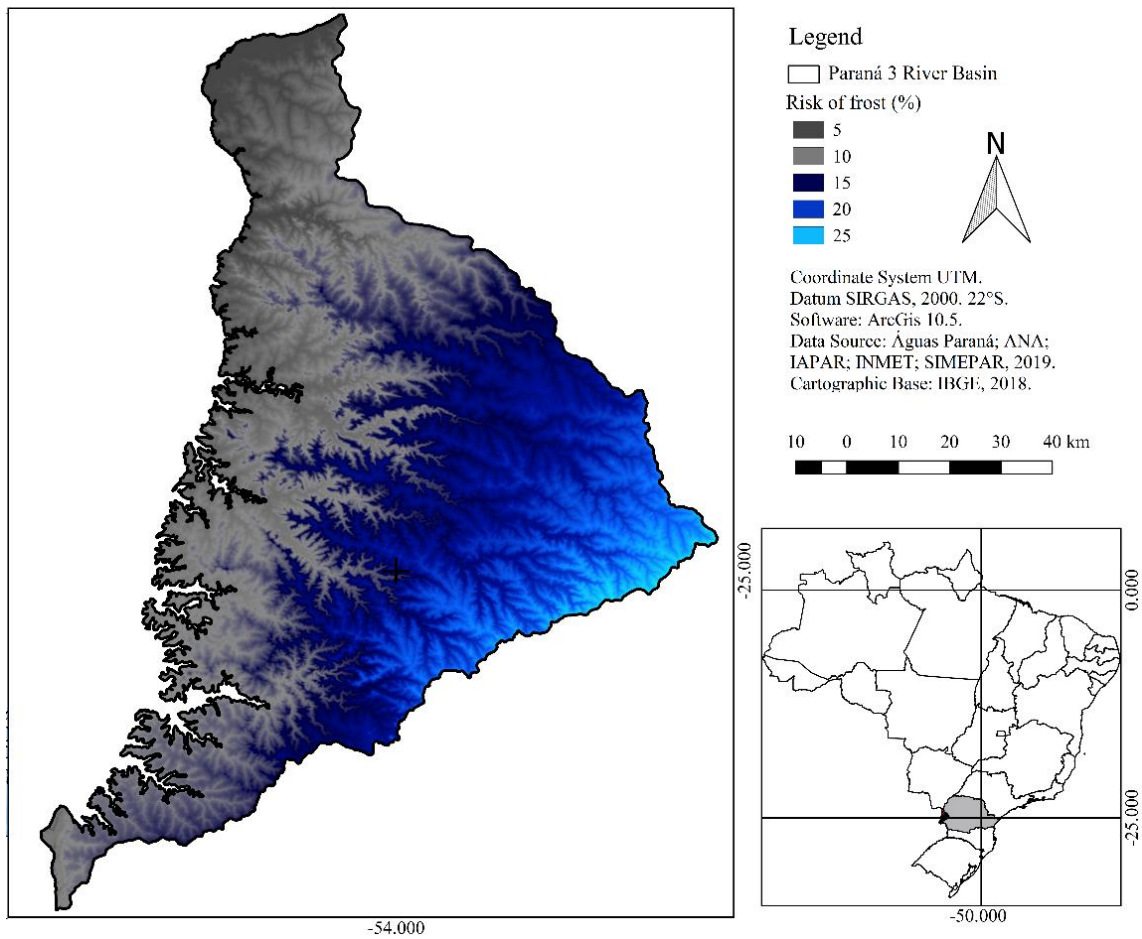 Legend
Paraná 3 River Basin
Risk of frost (%)
5
10
15
20
25
N
Coordinate System UTM.
Datum SIRGAS, 2000. 22°S.
Software: ArcGis 10.5.
Data Source: Águas Paraná; ANA;
IAPAR; INMET; SIMEPAR, 2019.
Cartographic Base: IBGE, 2018.
10 0 10 20 30 40 km
-25.000
0.000
-25.000
-54.000
-50.000